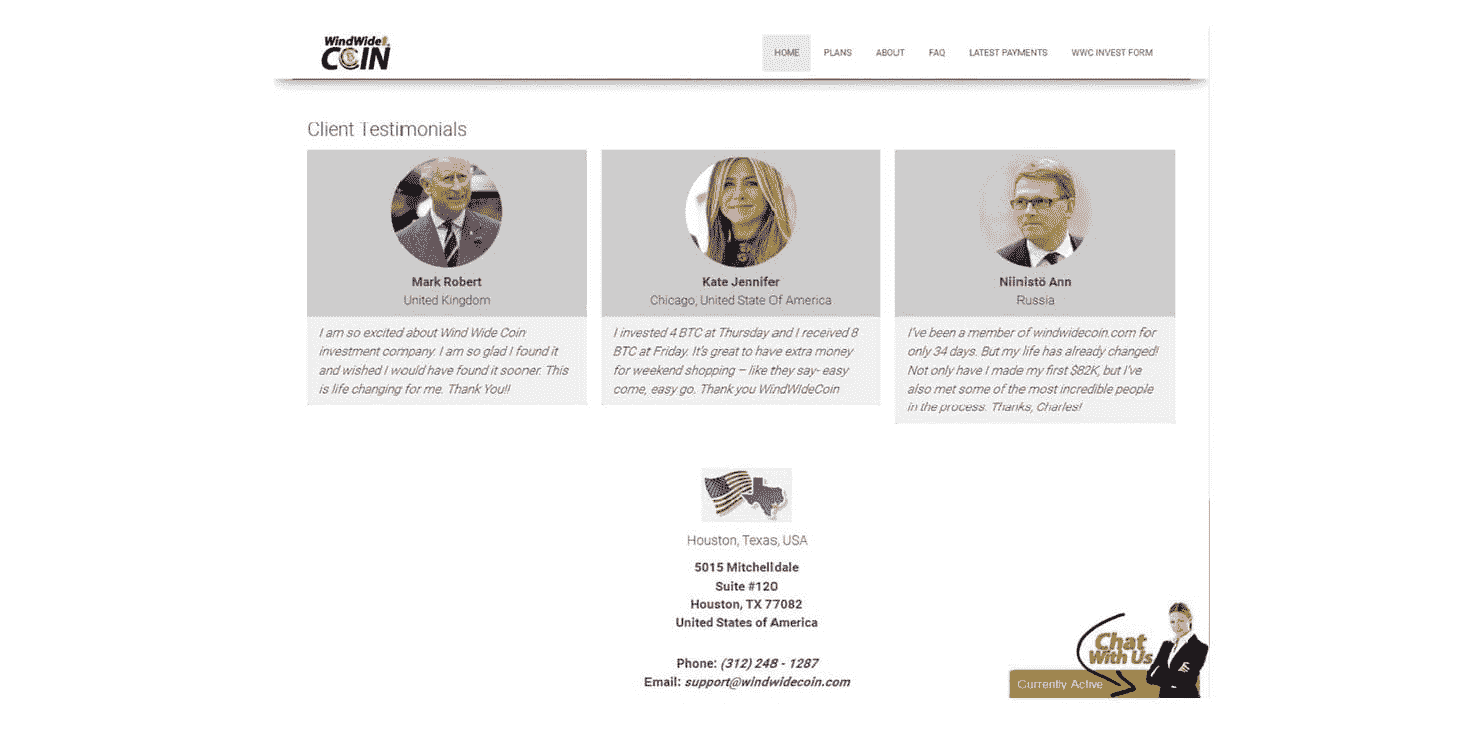 WindWide
COIN
HOME PLANS ABOUT FAQ LATEST PAYMENTS WWC INVEST FORM
Client Testimonials
Mark Robert
United Kingdom
I am so excited about Wind Wide Coin
investment company. I am so glad I found it
and wished I would have found it sooner. This
is life changing for me. Thank You!!
Kate Jennifer
Chicago, United State Of America
I invested 4 BTC at Thursday and I received 8
BTC at Friday. It's great to have extra money
for weekend shopping – like they say- easy
come, easy go. Thank you WindWIdeCoin
Niinistö Ann
Russia
I've been a member of windwidecoin.com for
only 34 days. But my life has already changed!
Not only have I made my first $82K, but I've
also met some of the most incredible people
in the process. Thanks, Charles!
Houston, Texas, USA
5015 Mitchelldale
Suite #120
Houston, TX 77082
United States of America
Phone: (312) 248 - 1287
Email: support@windwidecoin.com
Chat
With Us
Currently Active